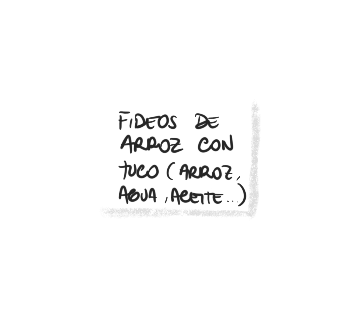 FIDEOS DE
ARROZ CON
TUCO (ARROZ,
AGUA, ACEITE...)